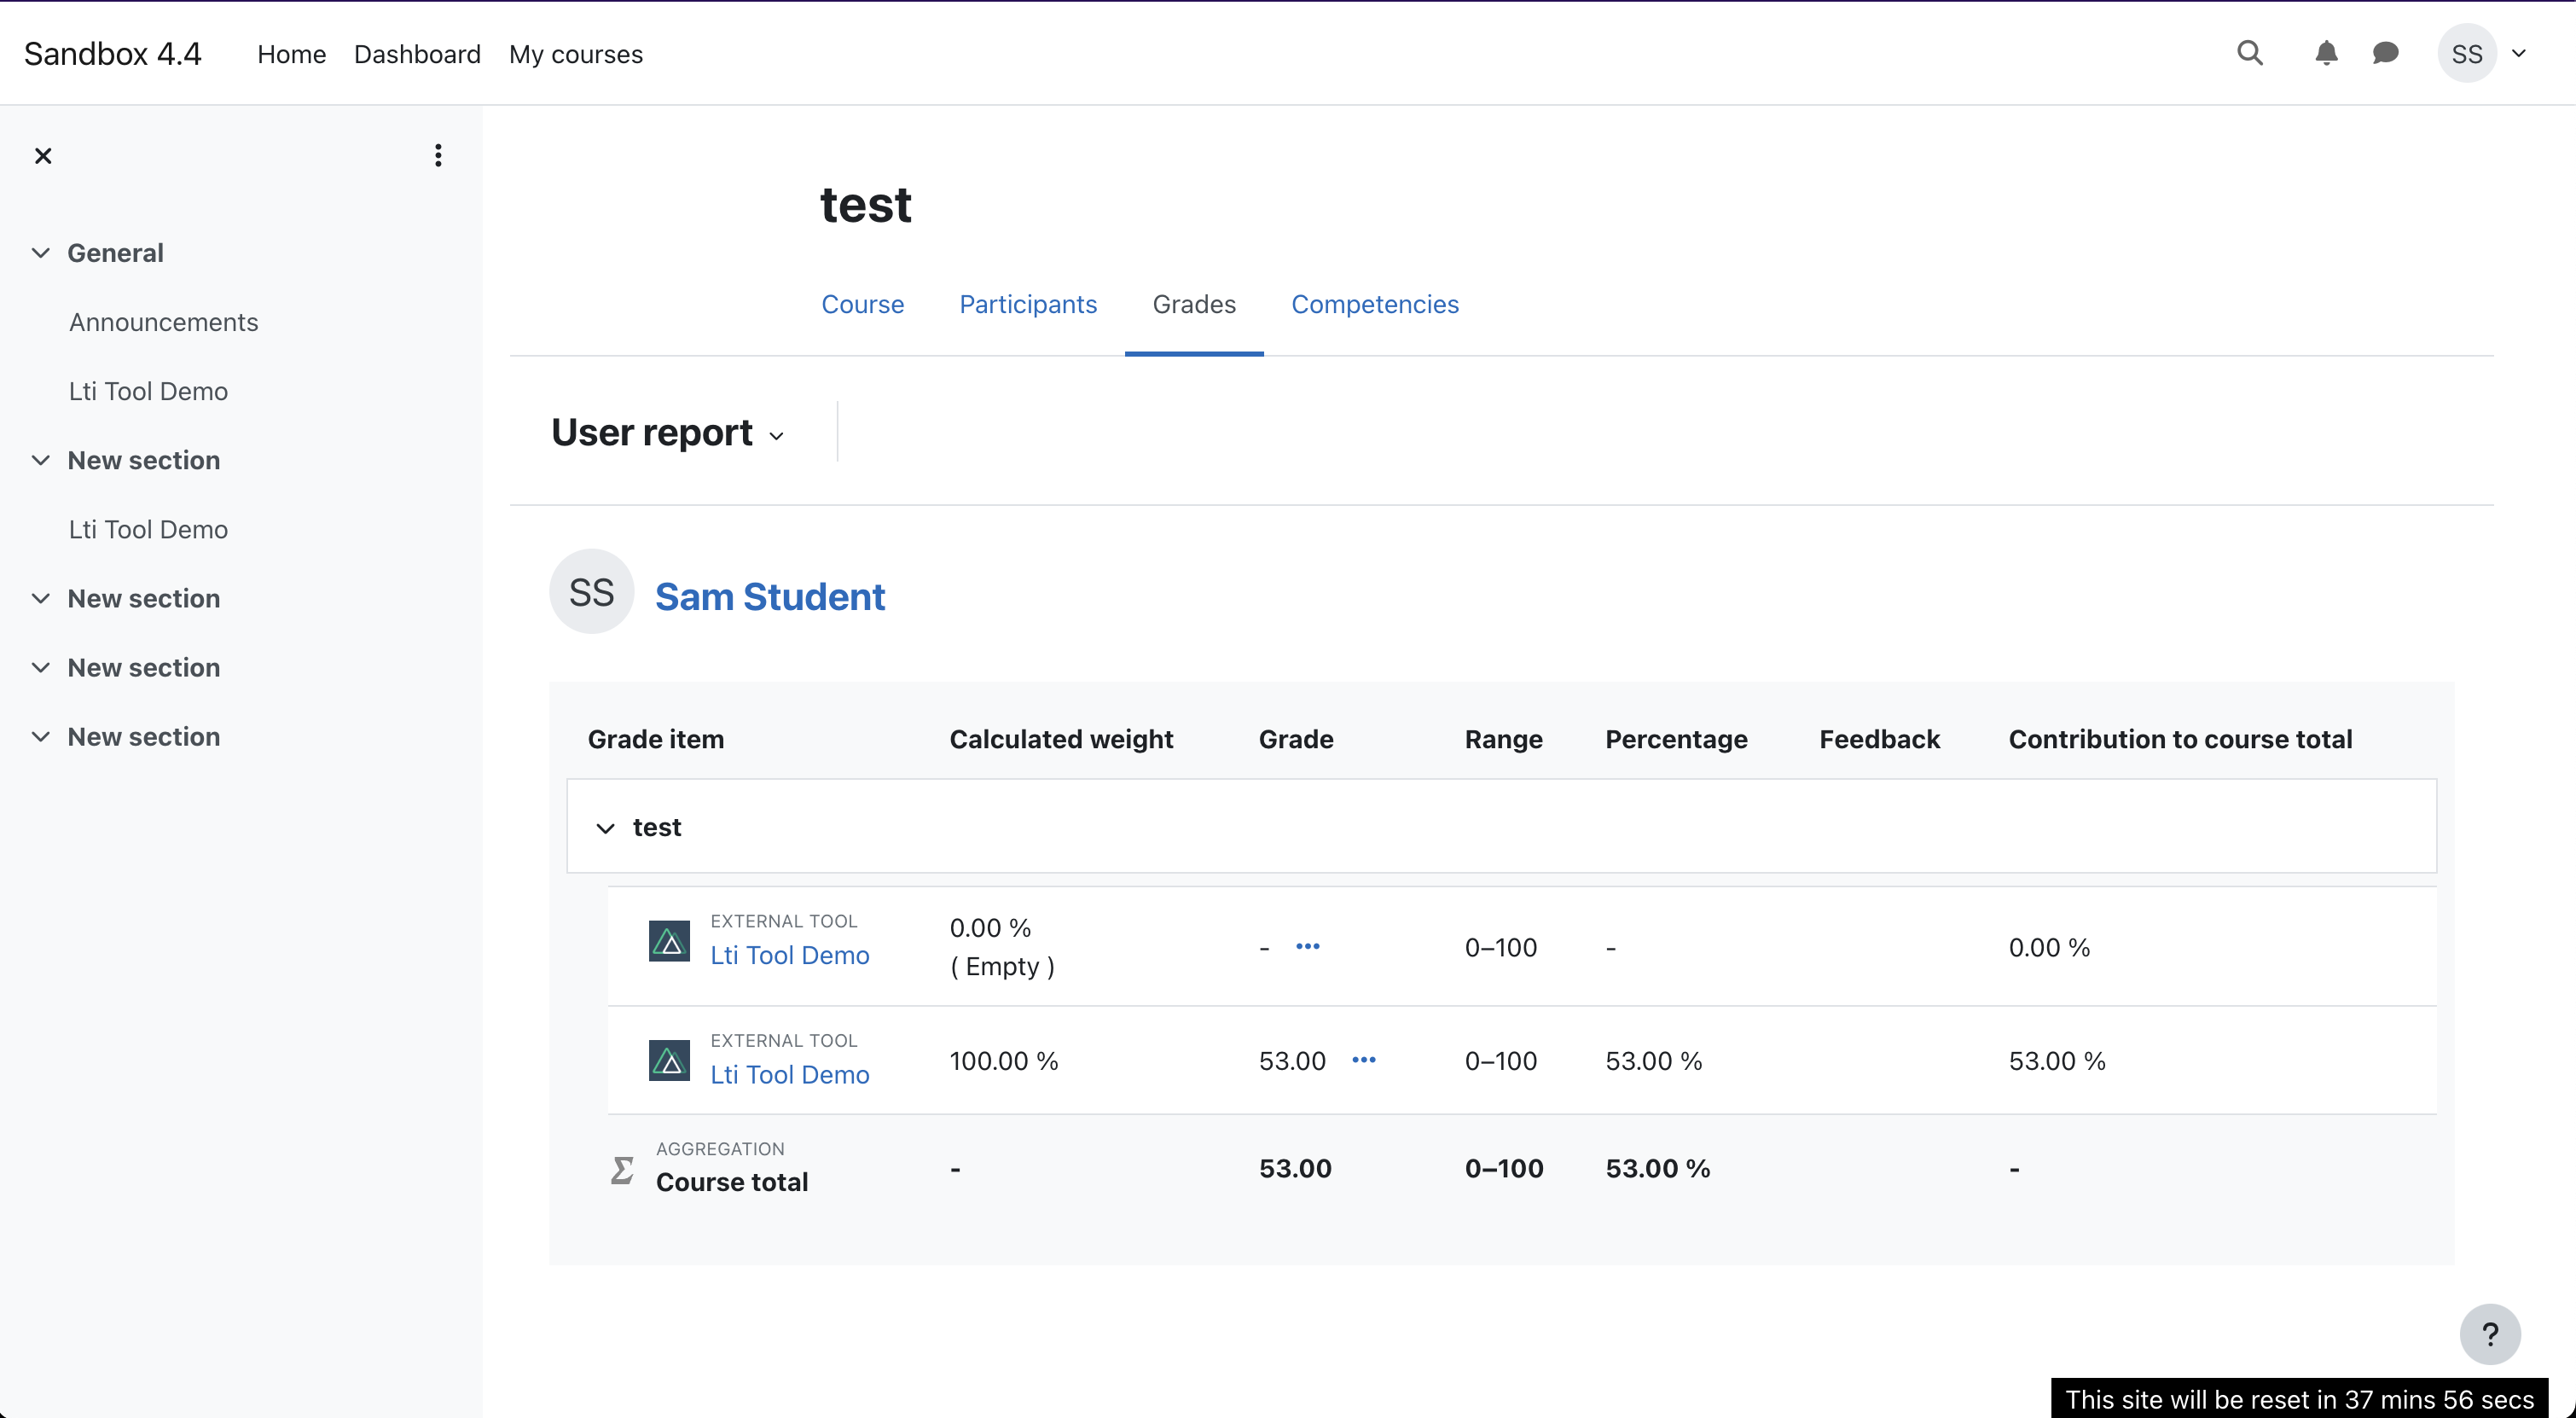 Sandbox 4.4 Home Dashboard My courses SS
General
Announcements
Lti Tool Demo
New section
Lti Tool Demo
New section
New section
New section
test
Course Participants Grades Competencies
User report
SS Sam Student
Grade item Calculated weight Grade Range Percentage Feedback Contribution to course total
test
EXTERNAL TOOL
Lti Tool Demo
0.00 %
( Empty )
- 0–100 - 0.00 %
EXTERNAL TOOL
Lti Tool Demo
100.00 % 53.00 0–100 53.00 % 53.00 %
AGGREGATION
Course total
- 53.00 0–100 53.00 % -
?
This site will be reset in 37 mins 56 secs